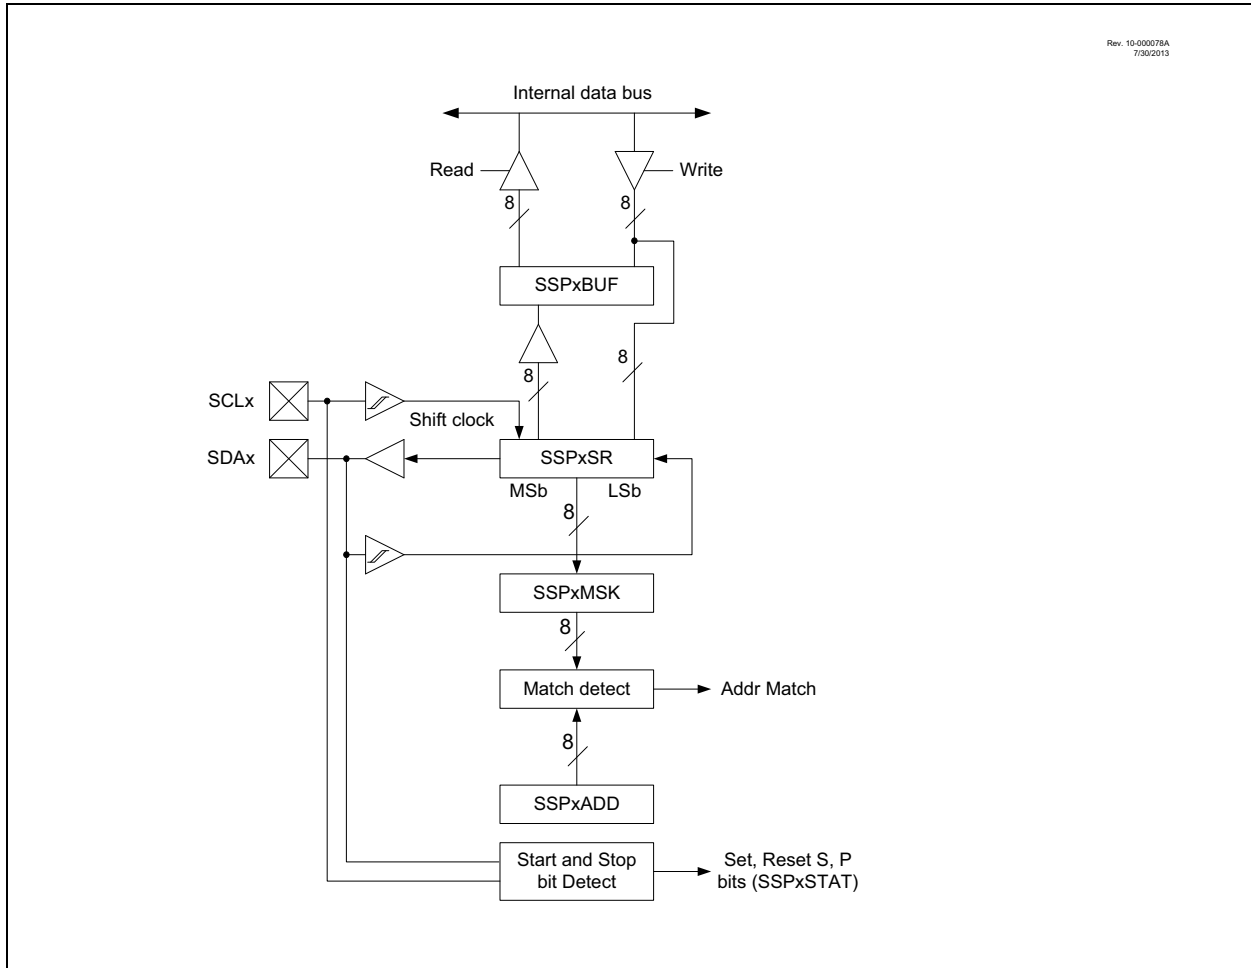 Rev. 10-000078A
7/30/2013
Internal data bus
Read
Write
8
8
SSPxBUF
8
8
SCLx
Shift clock
SDAx
SSPxSR
MSb
LSb
8
SSPxMSK
8
Match detect
Addr Match
8
SSPxADD
Start and Stop
bit Detect
Set, Reset S, P
bits (SSPxSTAT)